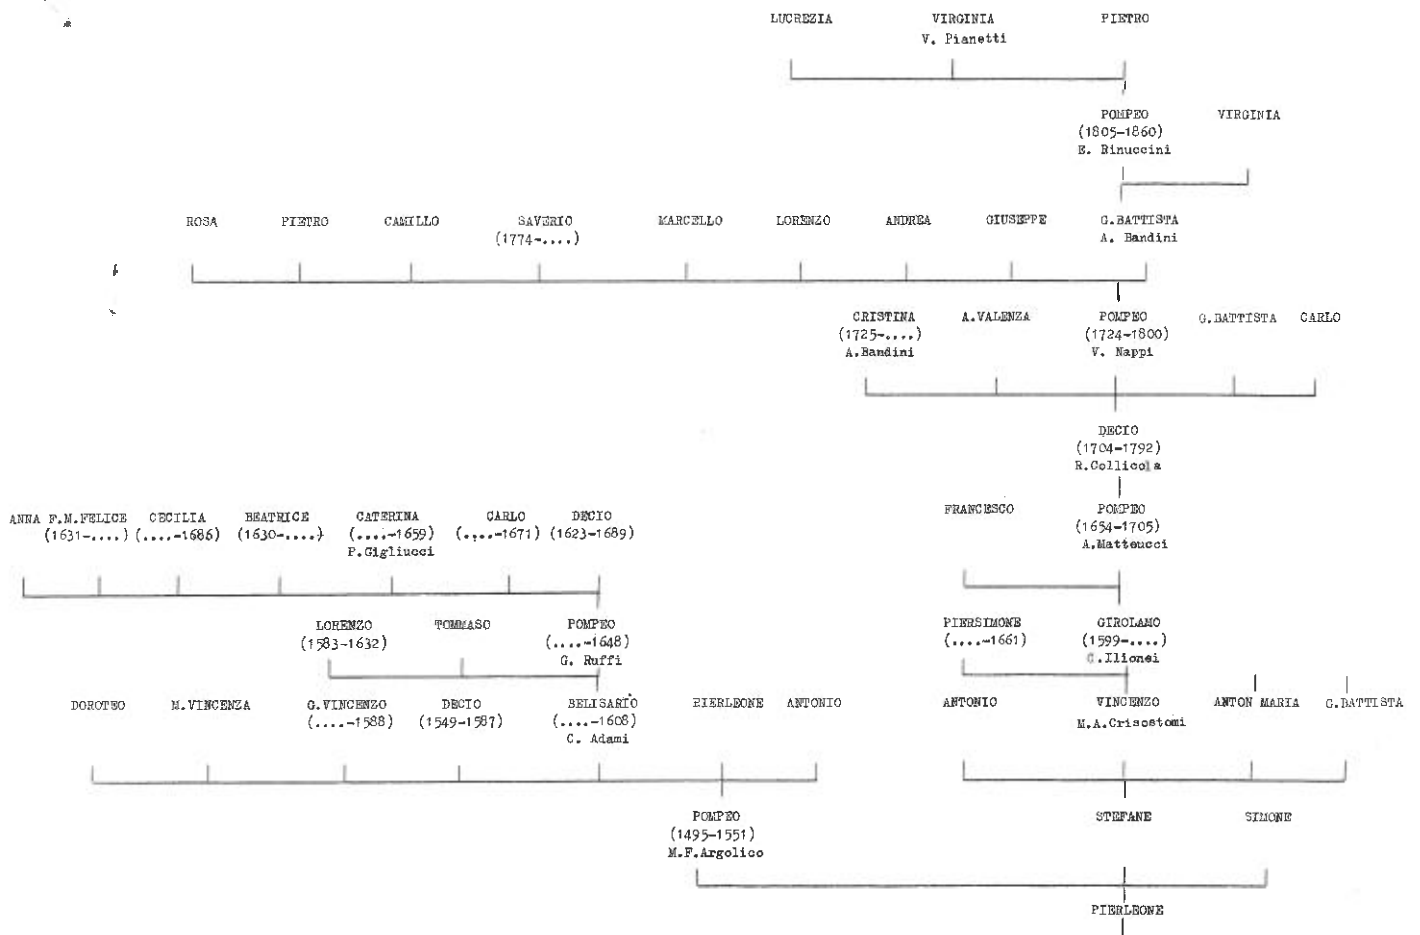 LUCREZIA VIRGINIA PIETRO
V. Pianetti
POMPEO VIRGINIA
(1805-1860)
E. Rinuccini
ROSA PIETRO CAMILLO SAVERIO MARCELLO LORENZO ANDREA GIUSEPPE G.BATTISTA
(1774-....) A. Bandini
CRISTINA A.VALENZA POMPEO G.BATTISTA CARLO
(1725-....) (1724-1800)
A.Bandini V. Nappi
DECIO
(1704-1792)
R.Collicola
ANNA F.M.FELICE CECILIA BEATRICE CATERINA CARLO DECIO FRANCESCO POMPEO
(1631-....) (....-1686) (1630-....) (....-1659) (....-1671) (1623-1689) (1654-1705)
P.Gigliucci A.Matteucci
LORENZO TOMMASO POMPEO PIERSIMONE GIROLAMO
(1583-1632) (....-1648) (....-1661) (1599-....)
G. Ruffi C.Ilionei
DOROTEO M.VINCENZA G.VINCENZO DECIO BELISARIO PIERLEONE ANTONIO ANTONIO VINCENZO ANTON MARIA G.BATTISTA
(....-1588) (1549-1587) (....-1608) M.A.Crisostomi
C. Adami
POMPEO STEFANE SIMONE
(1495-1551)
M.F.Argolico
PIERLEONE